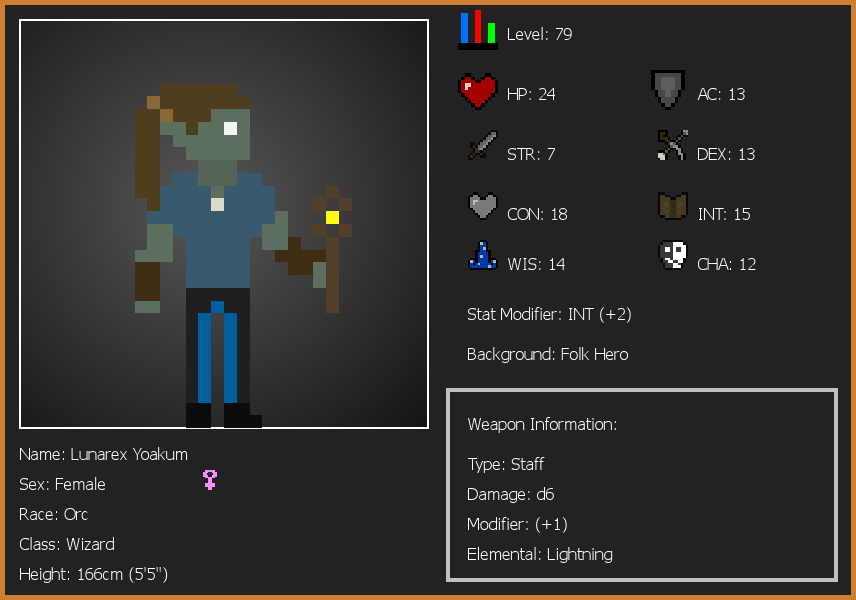 Level: 79
HP: 24
AC: 13
STR: 7
DEX: 13
CON: 18
INT: 15
WIS: 14
CHA: 12
Stat Modifier: INT (+2)
Background: Folk Hero
Weapon Information:
Type: Staff
Damage: d6
Modifier: (+1)
Elemental: Lightning
Name: Lunarex Yoakum
Sex: Female
Race: Orc
Class: Wizard
Height: 166cm (5'5")